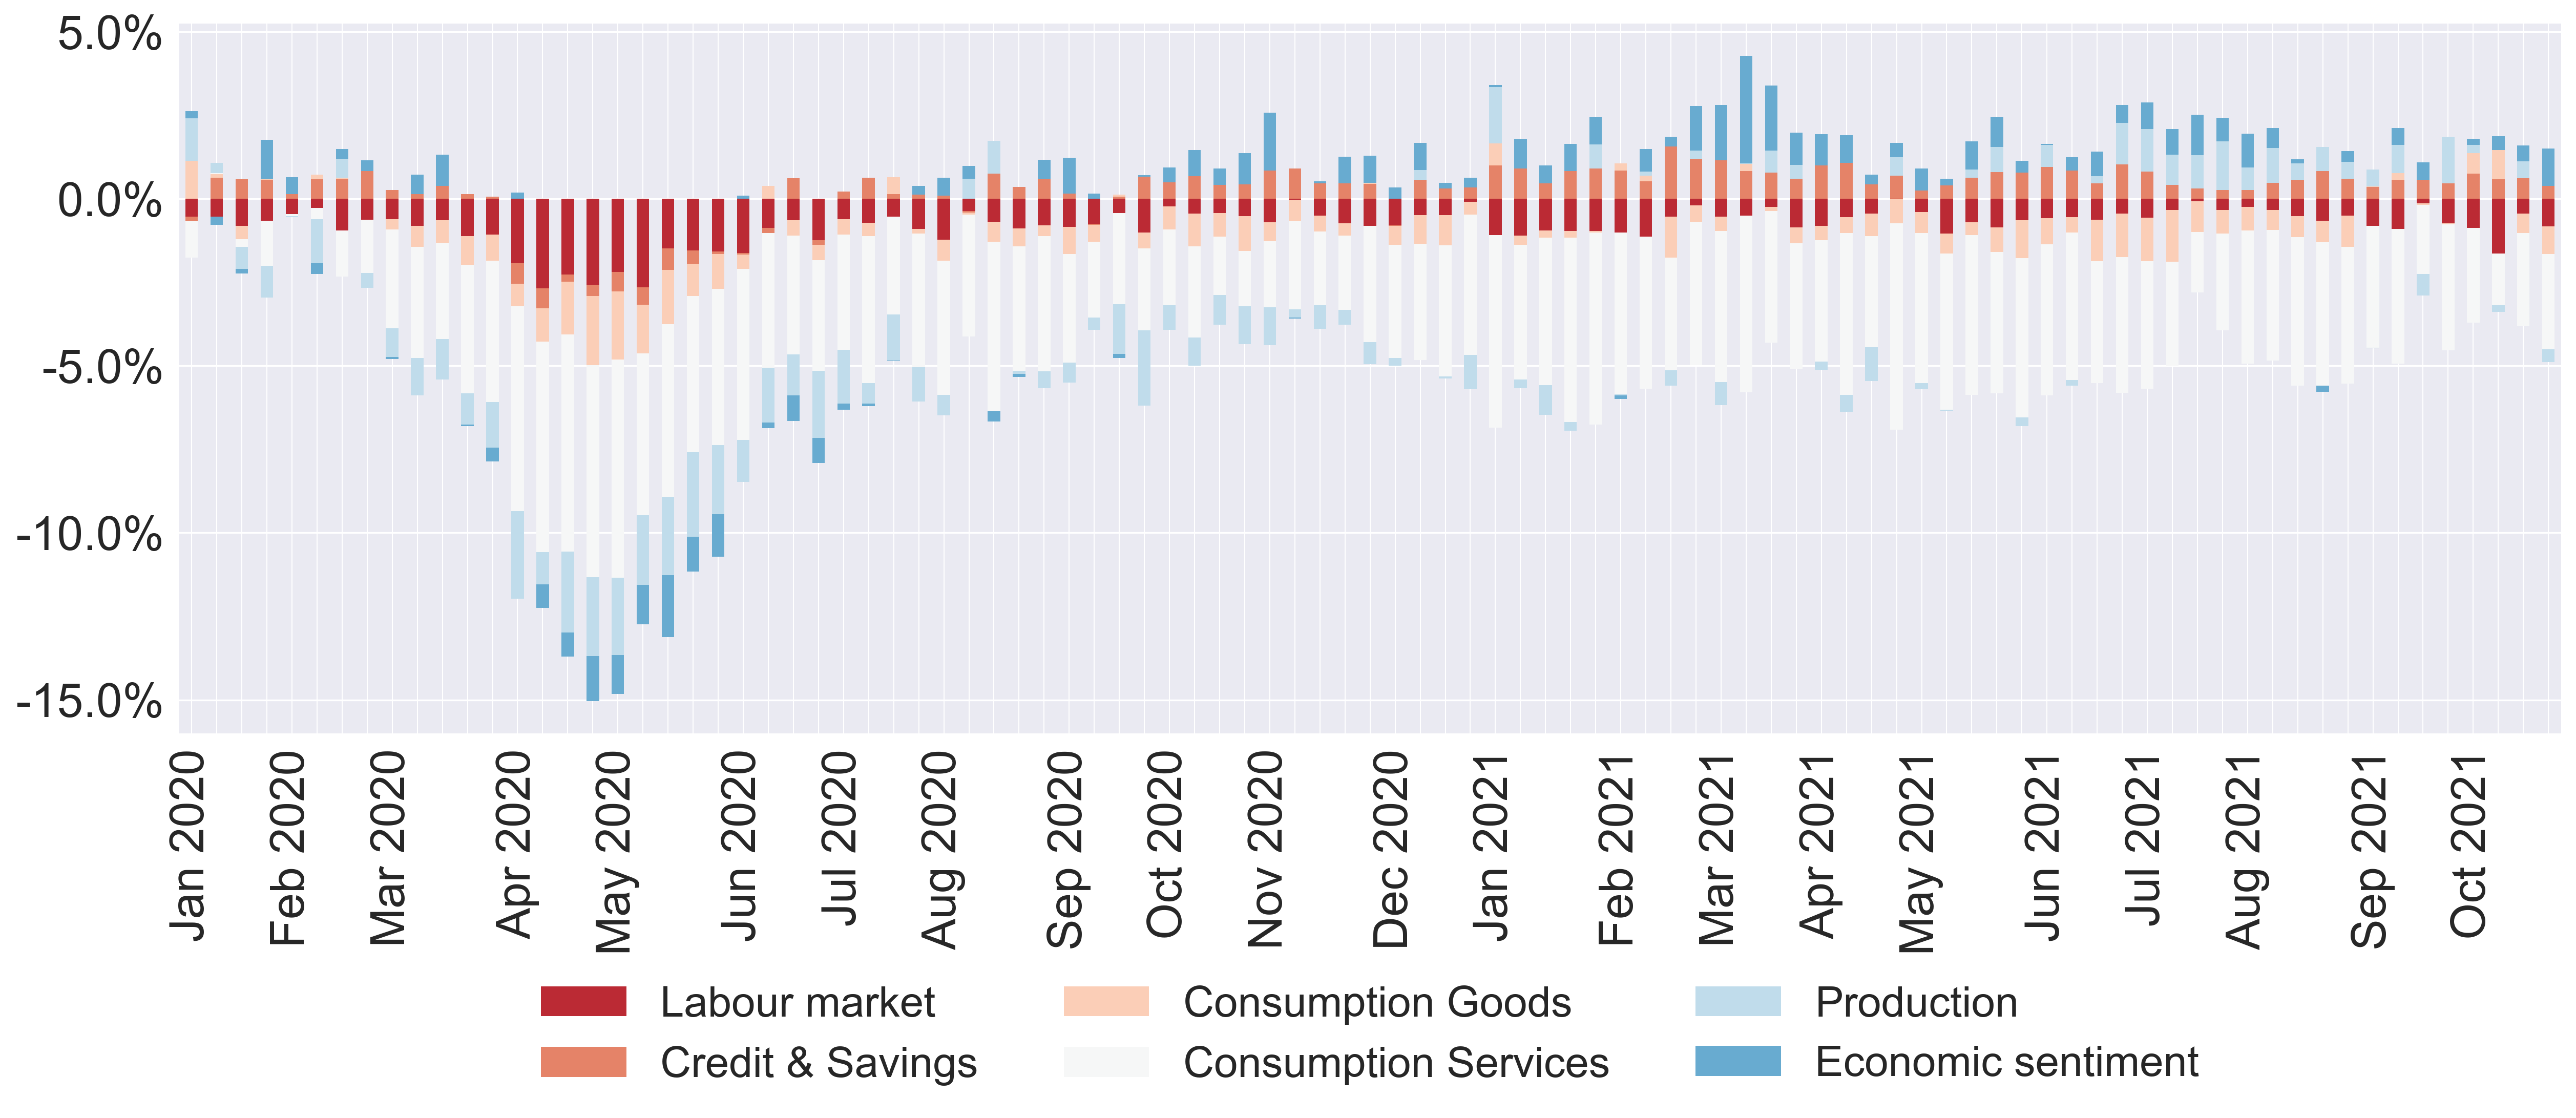 5.0%
0.0%
-5.0%
-10.0%
-15.0%
Jan 2020
Feb 2020
Mar 2020
Apr 2020
May 2020
Jun 2020
Jul 2020
Aug 2020
Sep 2020
Oct 2020
Nov 2020
Dec 2020
Jan 2021
Feb 2021
Mar 2021
Apr 2021
May 2021
Jun 2021
Jul 2021
Aug 2021
Sep 2021
Oct 2021
Labour market
Consumption Goods
Production
Credit & Savings
Consumption Services
Economic sentiment